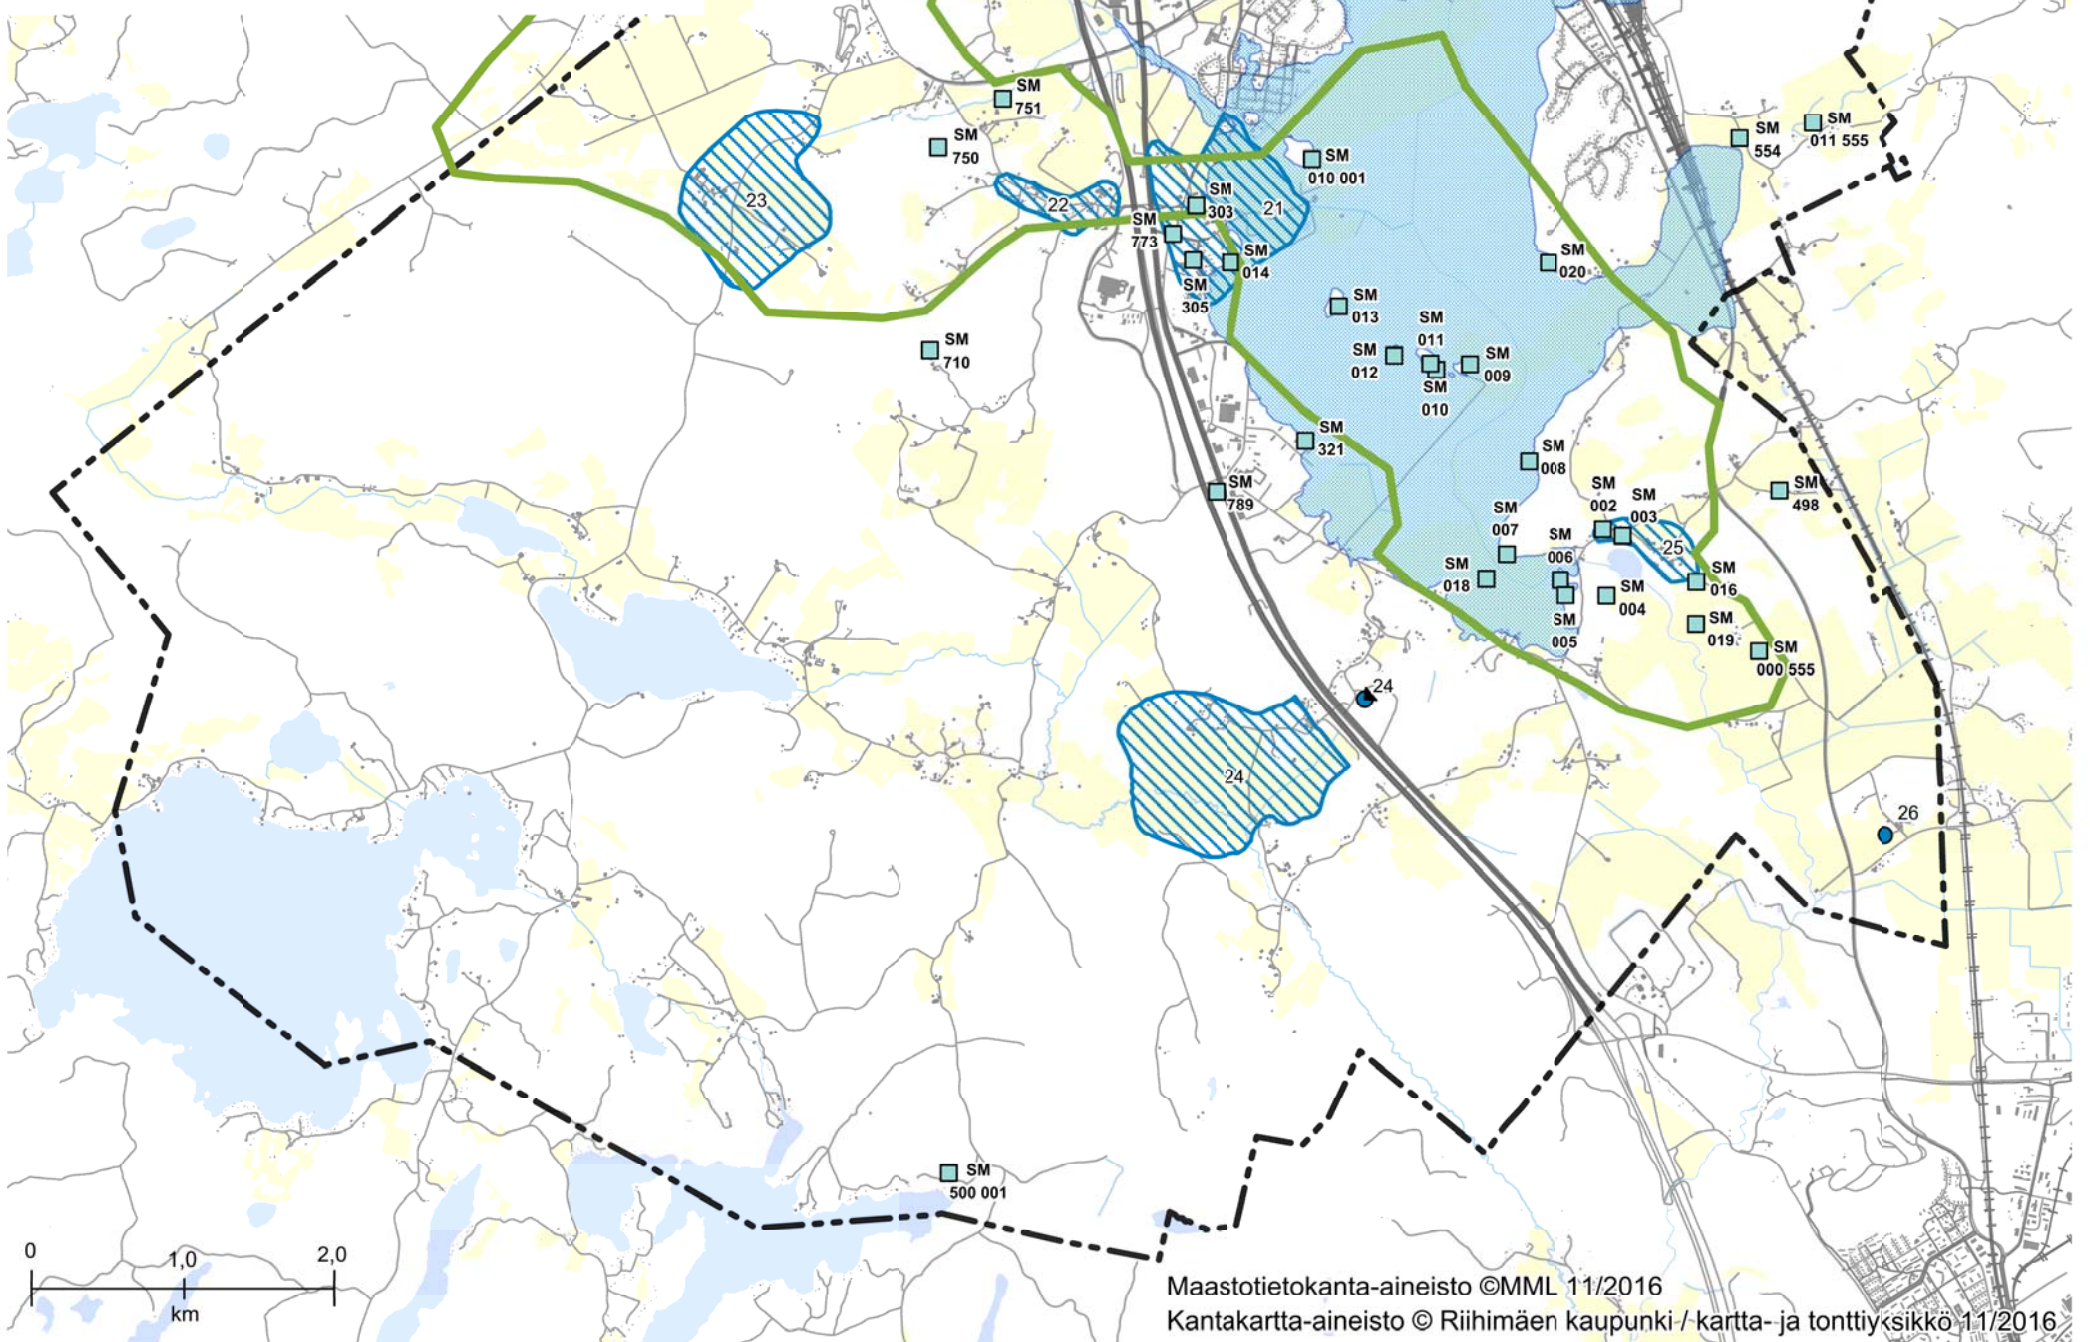 SM
751
SM
750
23
22
SM
773
SM
303
21
SM
010 001
SM
014
SM
305
SM
554
SM
011 555
SM
020
SM
013
SM
011
SM
012
SM
009
SM
010
SM
710
SM
321
SM
789
SM
008
SM
498
SM
002
SM
003
SM
007
SM
006
25
SM
018
SM
016
SM
004
SM
005
SM
019
SM
000 555
24
24
26
SM
500 001
0
1,0
2,0
km
Maastotietokanta-aineisto ©MML 11/2016
Kantakartta-aineisto © Riihimäen kaupunki / kartta- ja tonttiyksikkö 11/2016